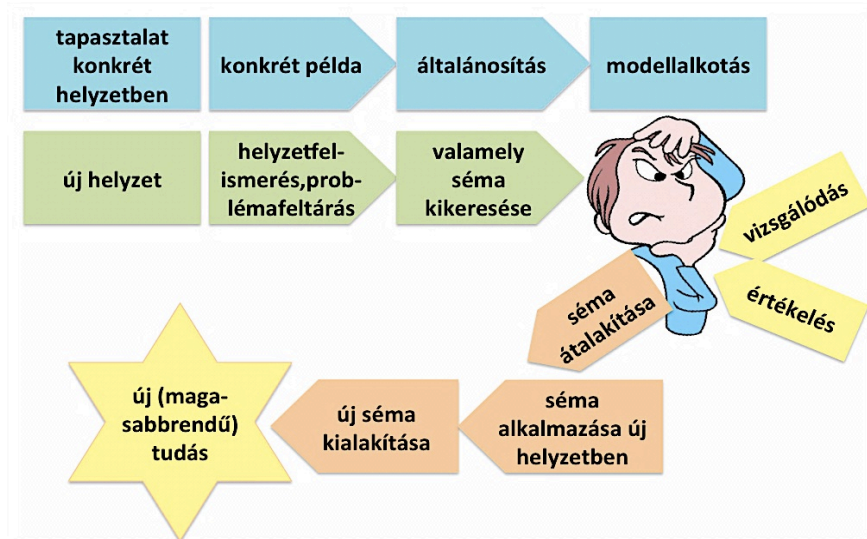 tapasztalat
konkrét
helyzetben
konkrét példa
általánosítás
modellalkotás
új helyzet
helyzetfel-
ismerés,prob-
lémafeltárás
valamely
séma
kikeresése
vizsgálódás
értékelés
séma
átalakítása
séma
alkalmazása új
helyzetben
új séma
kialakítása
új (maga-
sabbrendű)
tudás